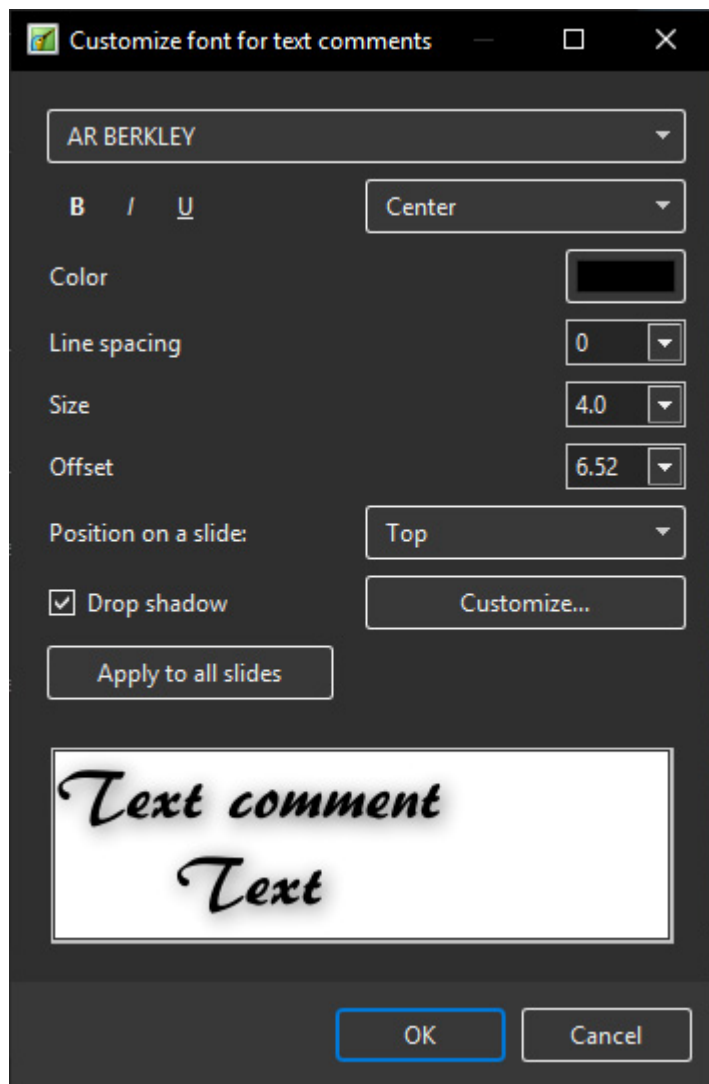 Customize font for text comments
AR BERKLEY
B I U Center
Color
Line spacing 0
Size 4.0
Offset 6.52
Position on a slide: Top
Drop shadow Customize...
Apply to all slides
Text comment
Text
OK Cancel